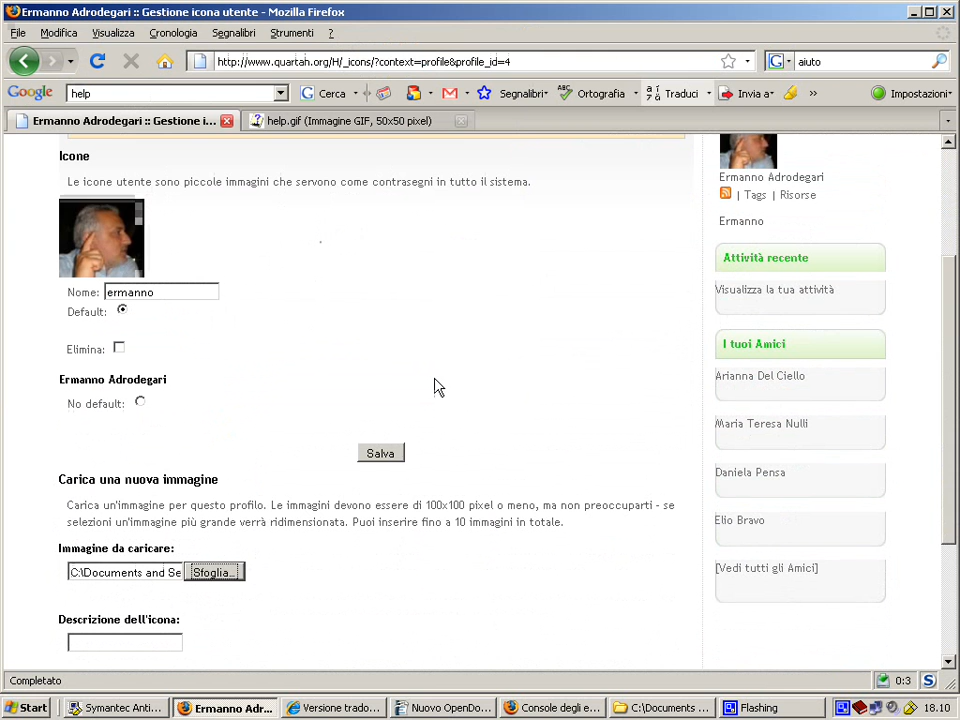 Ermanno Adrodegari :: Gestione icona utente - Mozilla Firefox
File Modifica Visualizza Cronologia Segnalibri Strumenti ?
http://www.quartah.org/H/_icons/?context=profile&profile_id=4
aiuto
Google help Cerca Segnalibri Ortografia Traduci Invia a » Impostazioni
Ermanno Adrodegari :: Gestione i... help.gif (Immagine GIF, 50x50 pixel)
Icone
Le icone utente sono piccole immagini che servono come contrasegni in tutto il sistema.
Nome: ermanno
Default:
Elimina:
Ermanno Adrodegari
No default:
Salva
Carica una nuova immagine
Carica un'immagine per questo profilo. Le immagini devono essere di 100x100 pixel o meno, ma non preoccuparti - se
selezioni un'immagine più grande verrà ridimensionata. Puoi inserire fino a 10 immagini in totale.
Immagine da caricare:
C:\Documents and Se Sfoglia...
Descrizione dell'icona:
Ermanno Adrodegari
| Tags | Risorse
Ermanno
Attività recente
Visualizza la tua attività
I tuoi Amici
Arianna Del Ciello
Maria Teresa Nulli
Daniela Pensa
Elio Bravo
[Vedi tutti gli Amici]
Completato
0:3
Start Symantec Anti... Ermanno Adr... Versione trado... Nuovo OpenDo... Console degli e... C:\Documents ... Flashing 18.10